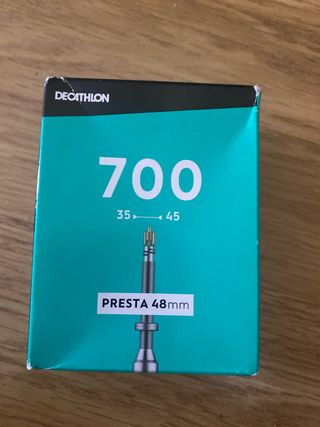 DECATHLON
700
35 45
PRESTA 48mm